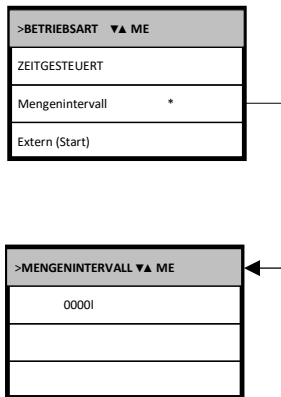 >BETRIEBSART ▼▲ ME
ZEITGESTEUERT
Mengenintervall *
Extern (Start)
>MENGENINTERVALL ▼▲ ME
0000l